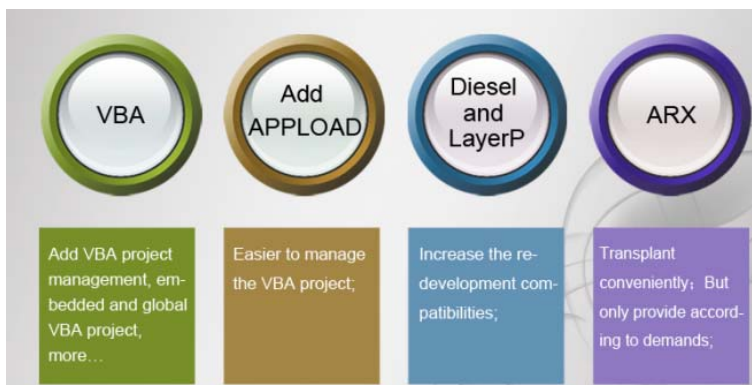 VBA
Add
APPLOAD
Diesel
and
LayerP
ARX
Add VBA project
management, em-
bedded and global
VBA project,
more…
Easier to manage
the VBA project;
Increase the re-
development com-
patibilities;
Transplant
conveniently；But
only provide accord-
ing to demands;